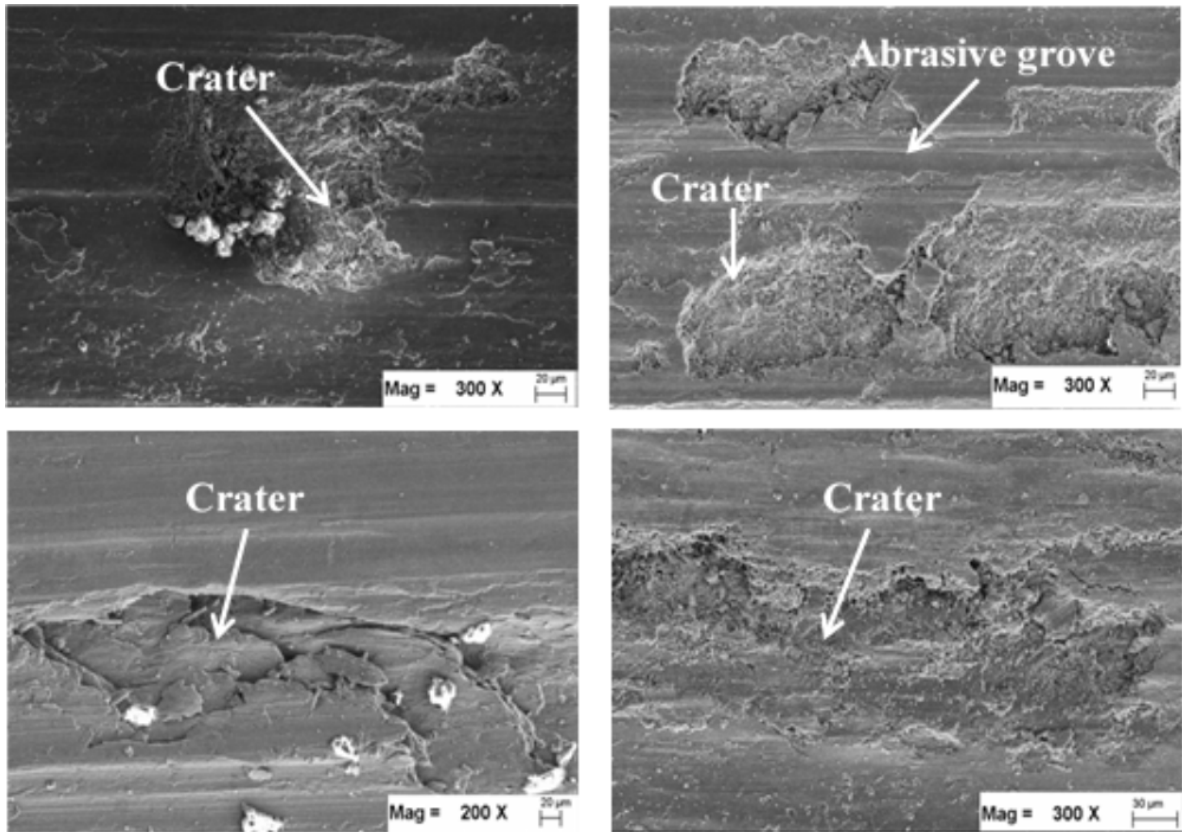 Crater
Mag = 300 X 20 µm
Abrasive grove
Crater
Mag = 300 X 20 µm
Crater
Mag = 200 X 20 µm
Crater
Mag = 300 X 30 µm